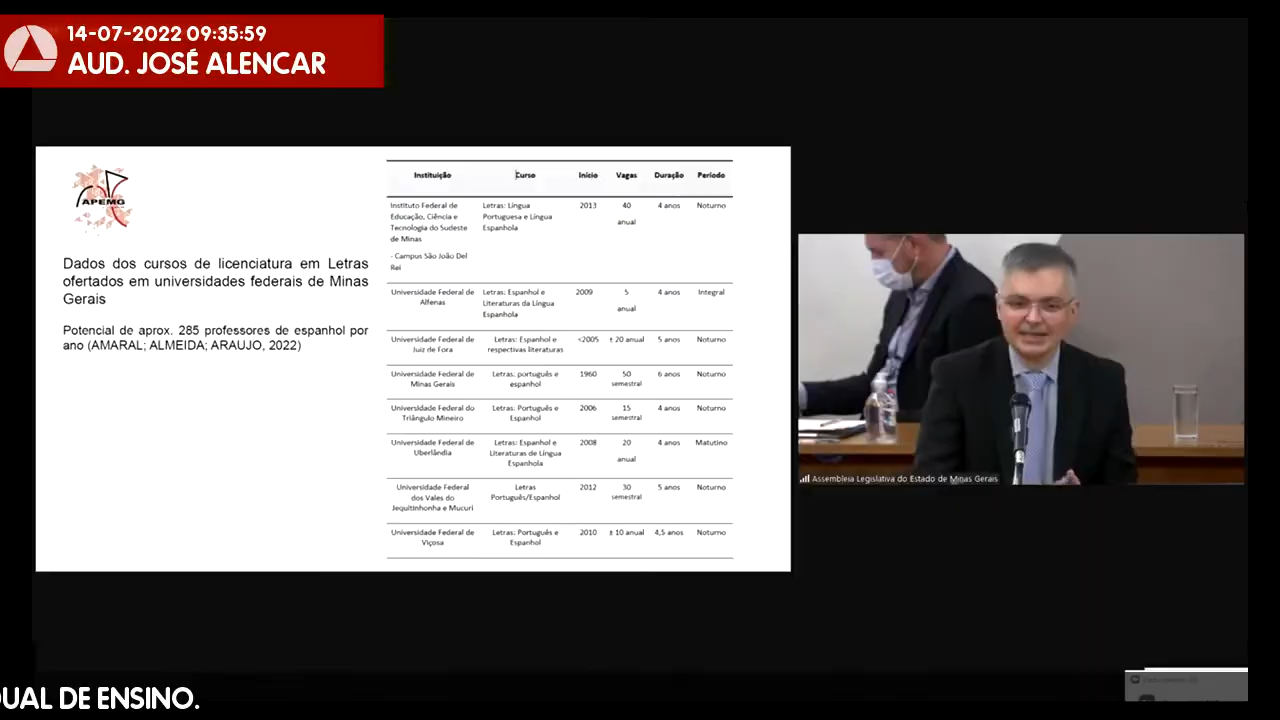 14-07-2022 09:35:59
AUD. JOSÉ ALENCAR
APEMG
Dados dos cursos de licenciatura em Letras
ofertados em universidades federais de Minas
Gerais
Potencial de aprox. 285 professores de espanhol por
ano (AMARAL; ALMEIDA; ARAUJO, 2022)
Instituição Curso Início Vagas Duração Período
Instituto Federal de Letras: Língua 2013 40 4 anos Noturno
Educação, Ciência e Portuguesa e Língua anual
Tecnologia do Sudeste Espanhola
de Minas
- Campus São João Del
Rei
Universidade Federal de Letras: Espanhol e 2009 5 4 anos Integral
Alfenas Literaturas da Língua anual
Espanhola
Universidade Federal de Letras: Espanhol e <2005 ± 20 anual 5 anos Noturno
Juiz de Fora respectivas literaturas
Universidade Federal de Letras: português e 1960 50 6 anos Noturno
Minas Gerais espanhol semestral
Universidade Federal do Letras: Português e 2006 15 4 anos Noturno
Triângulo Mineiro Espanhol semestral
Universidade Federal de Letras: Espanhol e 2008 20 4 anos Matutino
Uberlândia Literaturas de Língua anual
Espanhola
Universidade Federal Letras 2012 30 5 anos Noturno
dos Vales do Português/Espanhol semestral
Jequitinhonha e Mucuri
Universidade Federal de Letras: Português e 2010 ± 10 anual 4,5 anos Noturno
Viçosa Espanhol
Assembleia Legislativa do Estado de Minas Gerais
DE ENSINO.